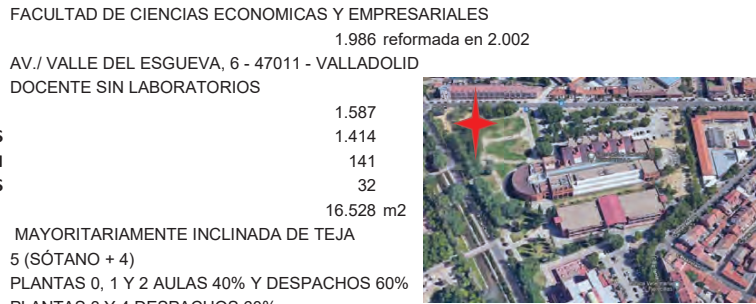 FACULTAD DE CIENCIAS ECONOMICAS Y EMPRESARIALES
1.986 reformada en 2.002
AV./ VALLE DEL ESGUEVA, 6 - 47011 - VALLADOLID
DOCENTE SIN LABORATORIOS
1.587
S 1.414
141
S 32
16.528 m2
MAYORITARIAMENTE INCLINADA DE TEJA
5 (SÓTANO + 4)
PLANTAS 0, 1 Y 2 AULAS 40% Y DESPACHOS 60%